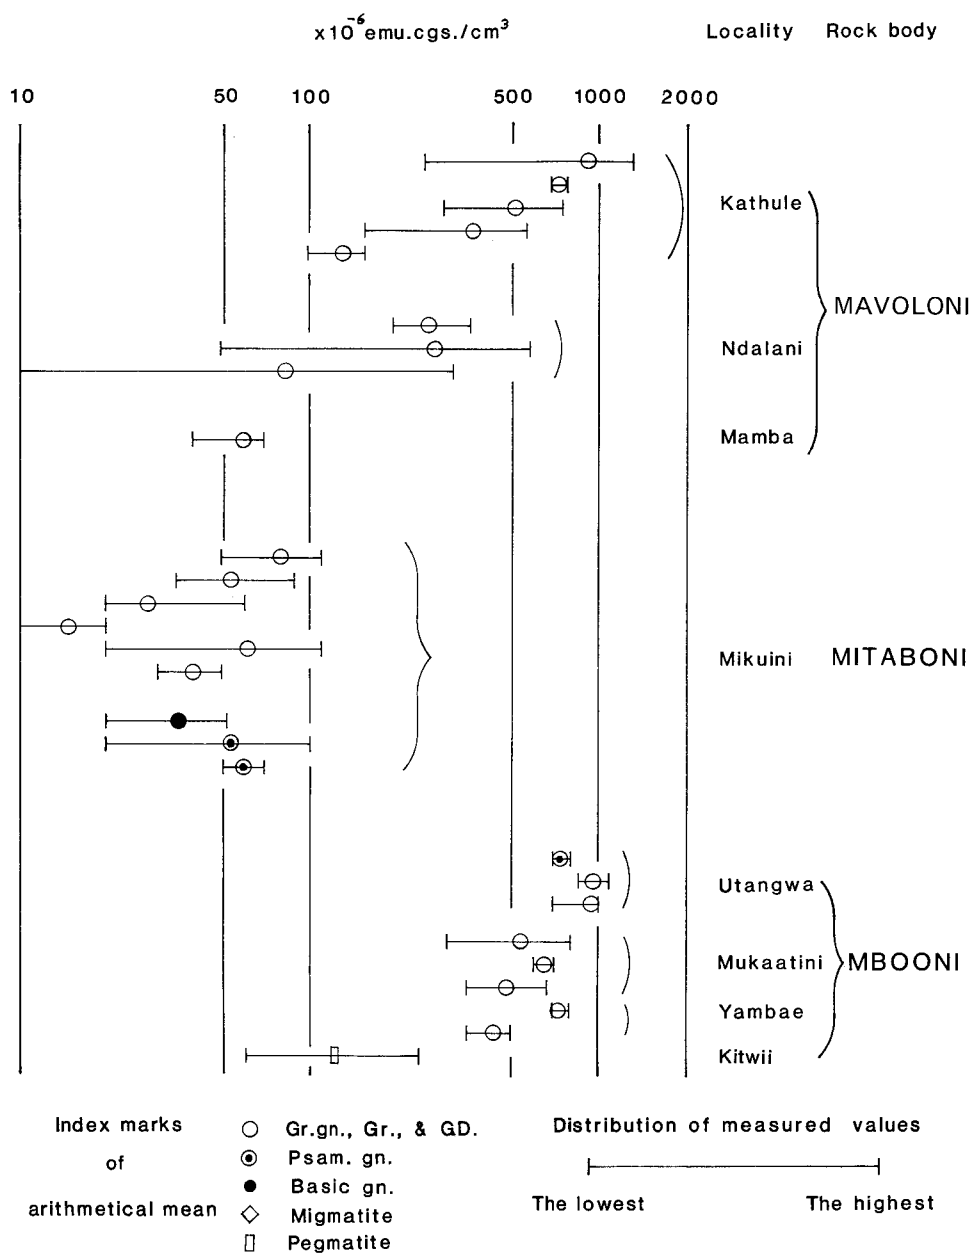 x10⁻⁶emu.cgs./cm³ Locality Rock body
10 50 100 500 1000 2000
Kathule
MAVOLONI
Ndalani
Mamba
Mikuini MITABONI
Utangwa
Mukaatini MBOONI
Yambae
Kitwii
Index marks
of
arithmetical mean
Gr.gn., Gr., & GD.
Psam. gn.
Basic gn.
Migmatite
Pegmatite
Distribution of measured values
The lowest The highest